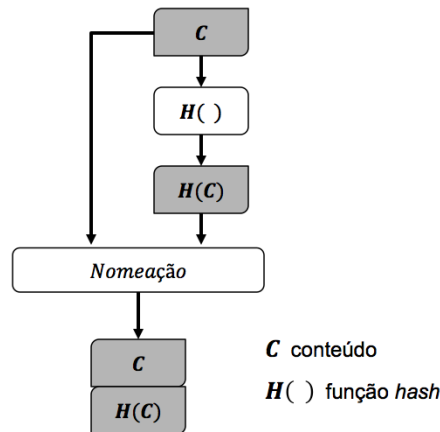 C
H( )
H(C)
Nomeação
C
H(C)
C conteúdo
H( ) função hash